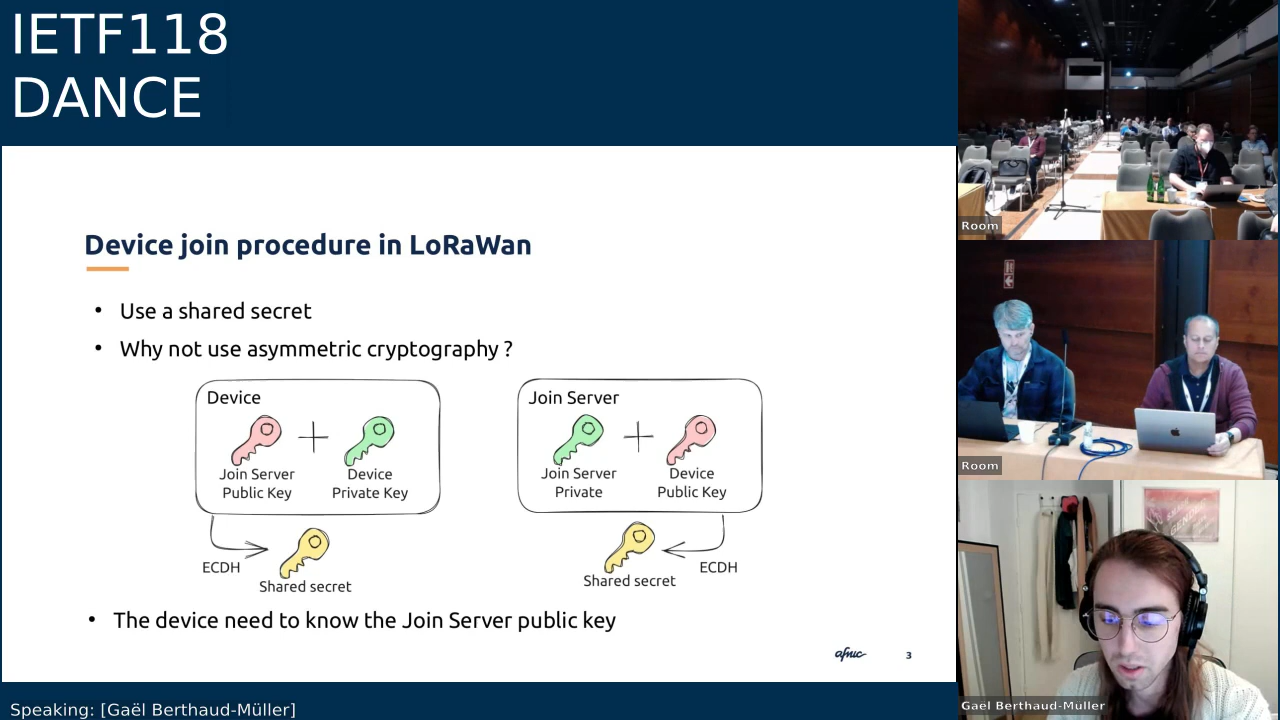 IETF118
DANCE
Device join procedure in LoRaWan
• Use a shared secret
• Why not use asymmetric cryptography ?
Device
Join Server
Public Key
Device
Private Key
Join Server
Join Server
Private
Device
Public Key
ECDH
Shared secret
Shared secret
ECDH
• The device need to know the Join Server public key
afnic
3
Speaking: [Gaël Berthaud-Müller]
Room
Room
Gael Berthaud-Muller